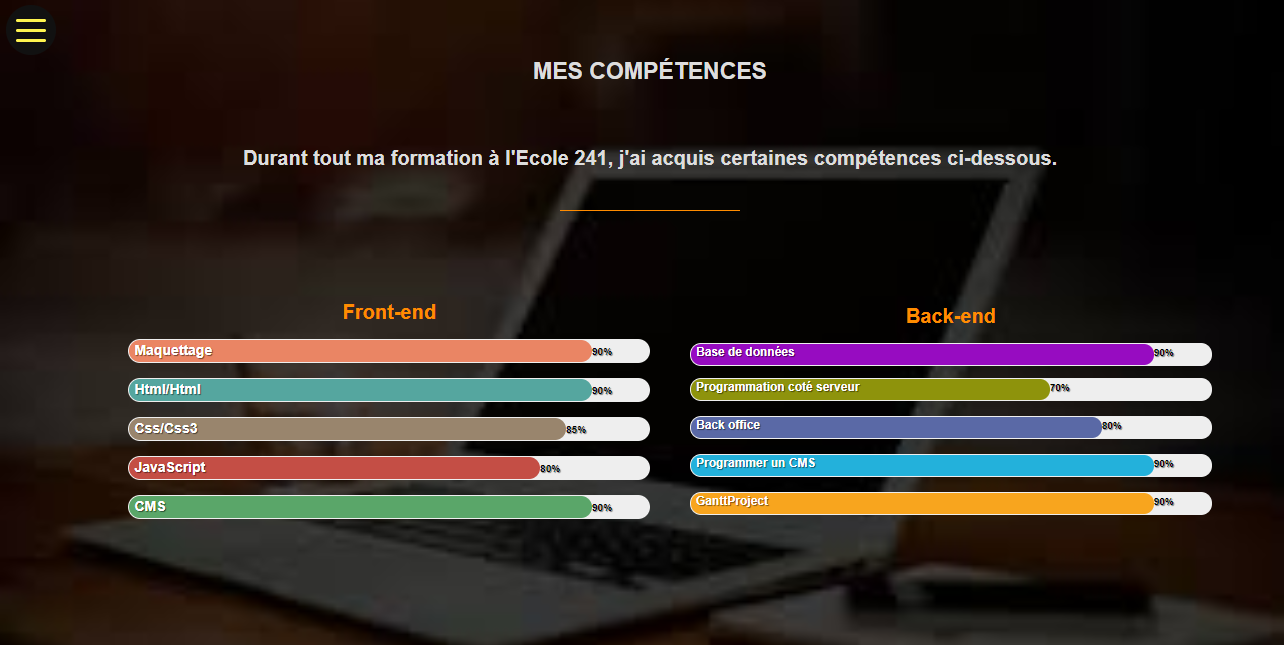 MES COMPÉTENCES
Durant tout ma formation à l'Ecole 241, j'ai acquis certaines compétences ci-dessous.
Front-end
Maquettage 90%
Html/Html 90%
Css/Css3 85%
JavaScript 80%
CMS 90%
Back-end
Base de données 90%
Programmation coté serveur 70%
Back office 80%
Programmer un CMS 90%
GanttProject 90%